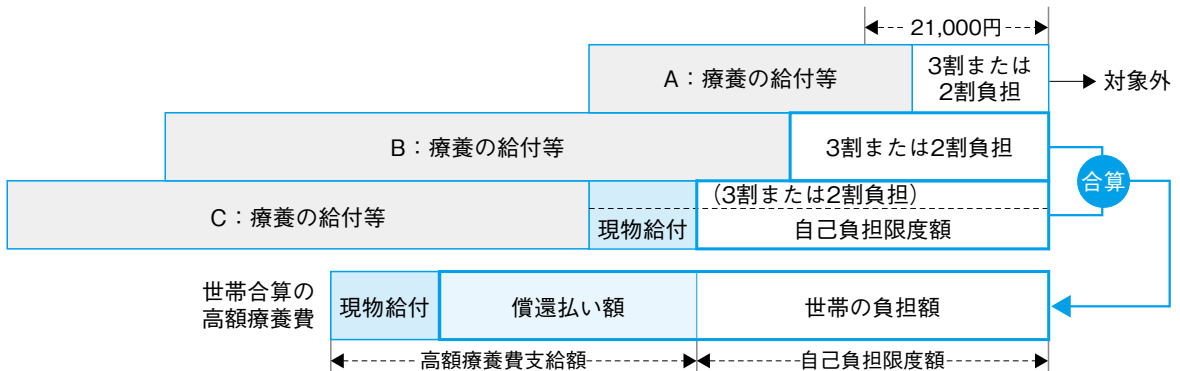 21,000円
A：療養の給付等
3割または
2割負担
対象外
B：療養の給付等
3割または2割負担
合算
C：療養の給付等
（3割または2割負担）
現物給付
自己負担限度額
世帯合算の
高額療養費
現物給付
償還払い額
世帯の負担額
高額療養費支給額
自己負担限度額